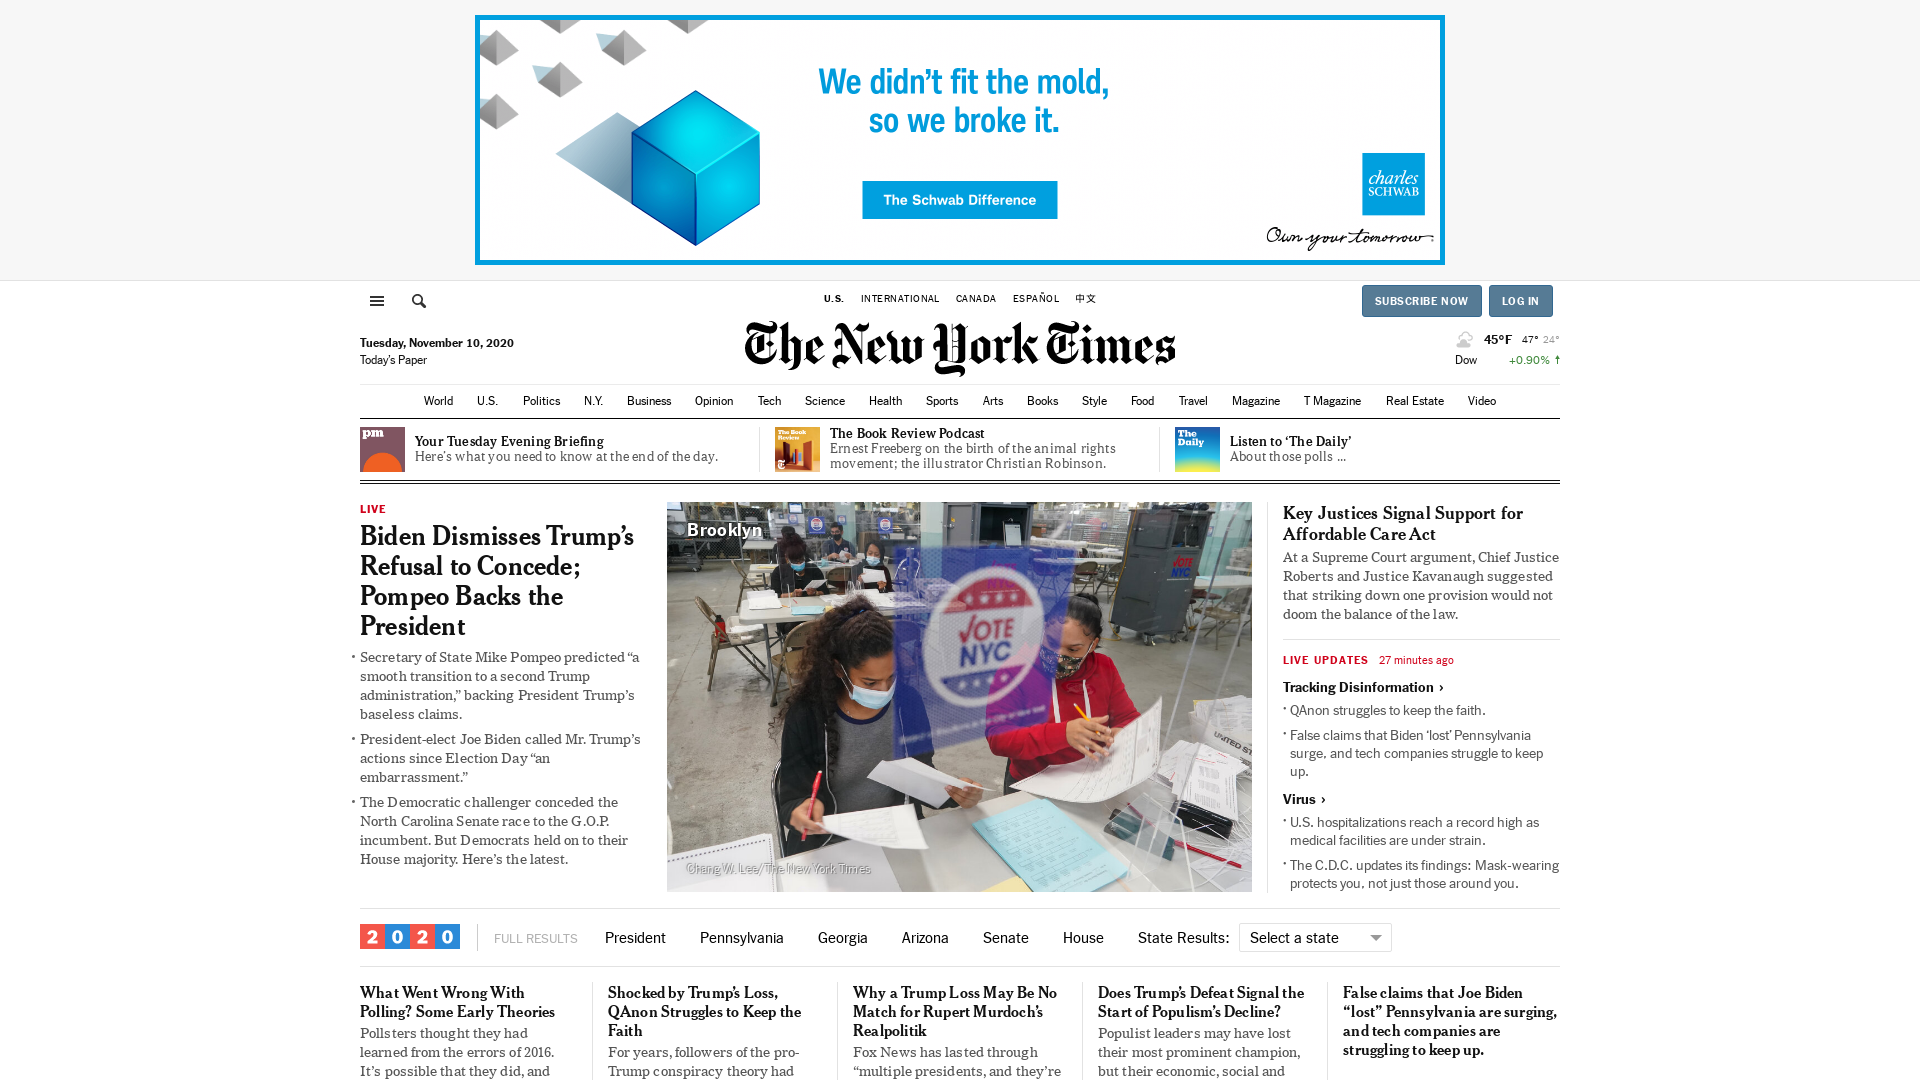 We didn’t fit the mold,
so we broke it.
The Schwab Difference
charles
SCHWAB
Own your tomorrow.
U.S.
INTERNATIONAL
CANADA
ESPAÑOL
中文
SUBSCRIBE NOW
LOG IN
Tuesday, November 10, 2020
Today’s Paper
The New York Times
45°F 47° 24°
Dow +0.90% ↑
World U.S. Politics N.Y. Business Opinion Tech Science Health Sports Arts Books Style Food Travel Magazine T Magazine Real Estate Video
pm
Your Tuesday Evening Briefing
Here’s what you need to know at the end of the day.
The Book
Review
The Book Review Podcast
Ernest Freeberg on the birth of the animal rights
movement; the illustrator Christian Robinson.
The
Daily
Listen to ‘The Daily’
About those polls ...
LIVE
Biden Dismisses Trump’s
Refusal to Concede;
Pompeo Backs the
President
• Secretary of State Mike Pompeo predicted “a
smooth transition to a second Trump
administration,” backing President Trump’s
baseless claims.
• President-elect Joe Biden called Mr. Trump’s
actions since Election Day “an
embarrassment.”
• The Democratic challenger conceded the
North Carolina Senate race to the G.O.P.
incumbent. But Democrats held on to their
House majority. Here’s the latest.
Brooklyn
VOTE
NYC
VOTE
NYC
UNITED ST
Chang W. Lee/The New York Times
Key Justices Signal Support for
Affordable Care Act
At a Supreme Court argument, Chief Justice
Roberts and Justice Kavanaugh suggested
that striking down one provision would not
doom the balance of the law.
LIVE UPDATES 27 minutes ago
Tracking Disinformation ›
• QAnon struggles to keep the faith.
• False claims that Biden ‘lost’ Pennsylvania
surge, and tech companies struggle to keep
up.
Virus ›
• U.S. hospitalizations reach a record high as
medical facilities are under strain.
• The C.D.C. updates its findings: Mask-wearing
protects you, not just those around you.
2020
FULL RESULTS President Pennsylvania Georgia Arizona Senate House State Results: Select a state
What Went Wrong With
Polling? Some Early Theories
Pollsters thought they had
learned from the errors of 2016.
It’s possible that they did, and
Shocked by Trump’s Loss,
QAnon Struggles to Keep the
Faith
For years, followers of the pro-
Trump conspiracy theory had
Why a Trump Loss May Be No
Match for Rupert Murdoch’s
Realpolitik
Fox News has lasted through
“multiple presidents, and they’re
Does Trump’s Defeat Signal the
Start of Populism’s Decline?
Populist leaders may have lost
their most prominent champion,
but their economic, social and
False claims that Joe Biden
“lost” Pennsylvania are surging,
and tech companies are
struggling to keep up.